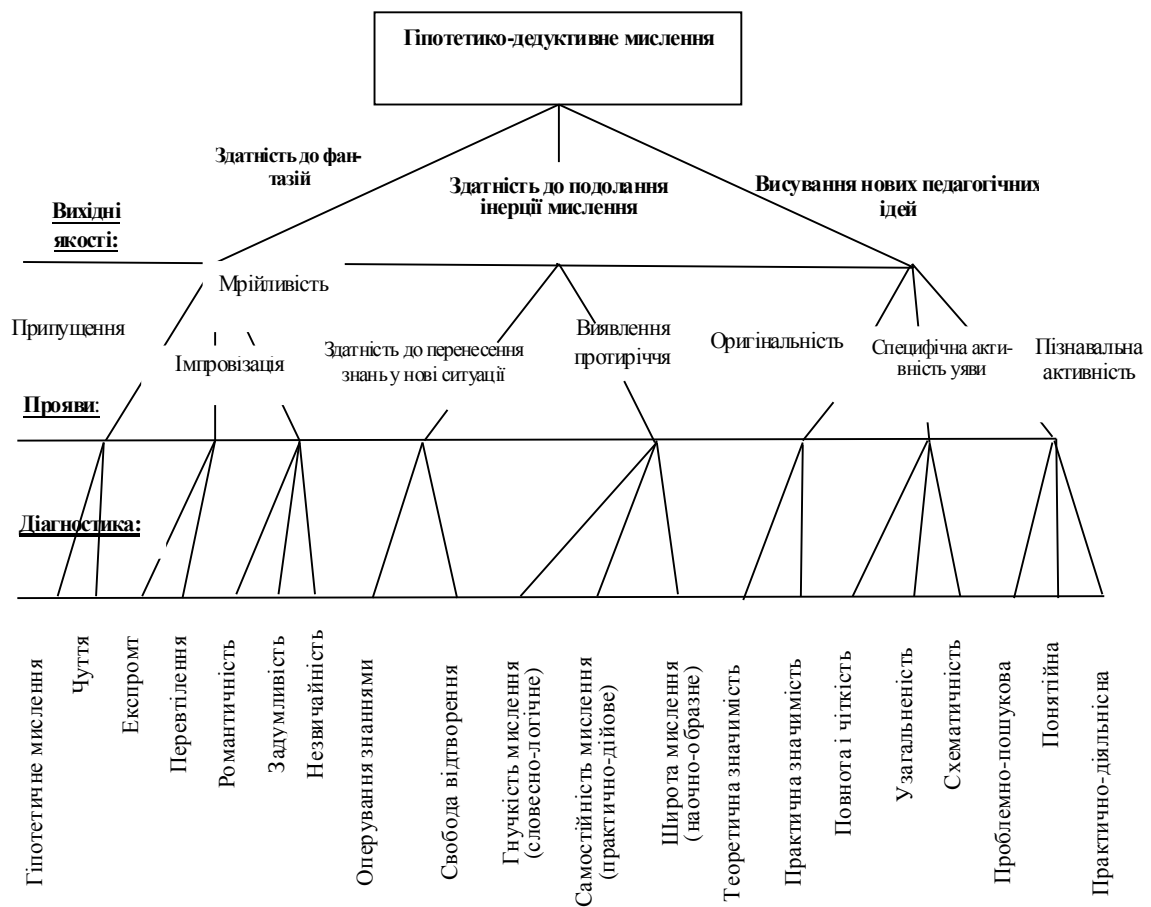 Гіпотетико-дедуктивне мислення
Здатність до фан-
тазій
Здатність до подолання
інерції мислення
Висування нових педагогічних
ідей
Вихідні
якості:
Мрійливість
Припущення
Імпровізація
Здатність до перенесення
знань у нові ситуації
Виявлення
протиріччя
Оригінальність
Специфічна акти-
вність уяви
Пізнавальна
активність
Прояви:
Діагностика:
Гіпотетичне мислення
Чуття
Експромт
Перевтілення
Романтичність
Задумливість
Незвичайність
Оперування знаннями
Свобода відтворення
Гнучкість мислення
(словесно-логічне)
Самостійність мислення
(практично-дійове)
Широта мислення
(наочно-образне)
Теоретична значимість
Практична значимість
Повнота і чіткість
Узагальненість
Схематичність
Проблемно-пошукова
Понятійна
Практично-діяльнісна